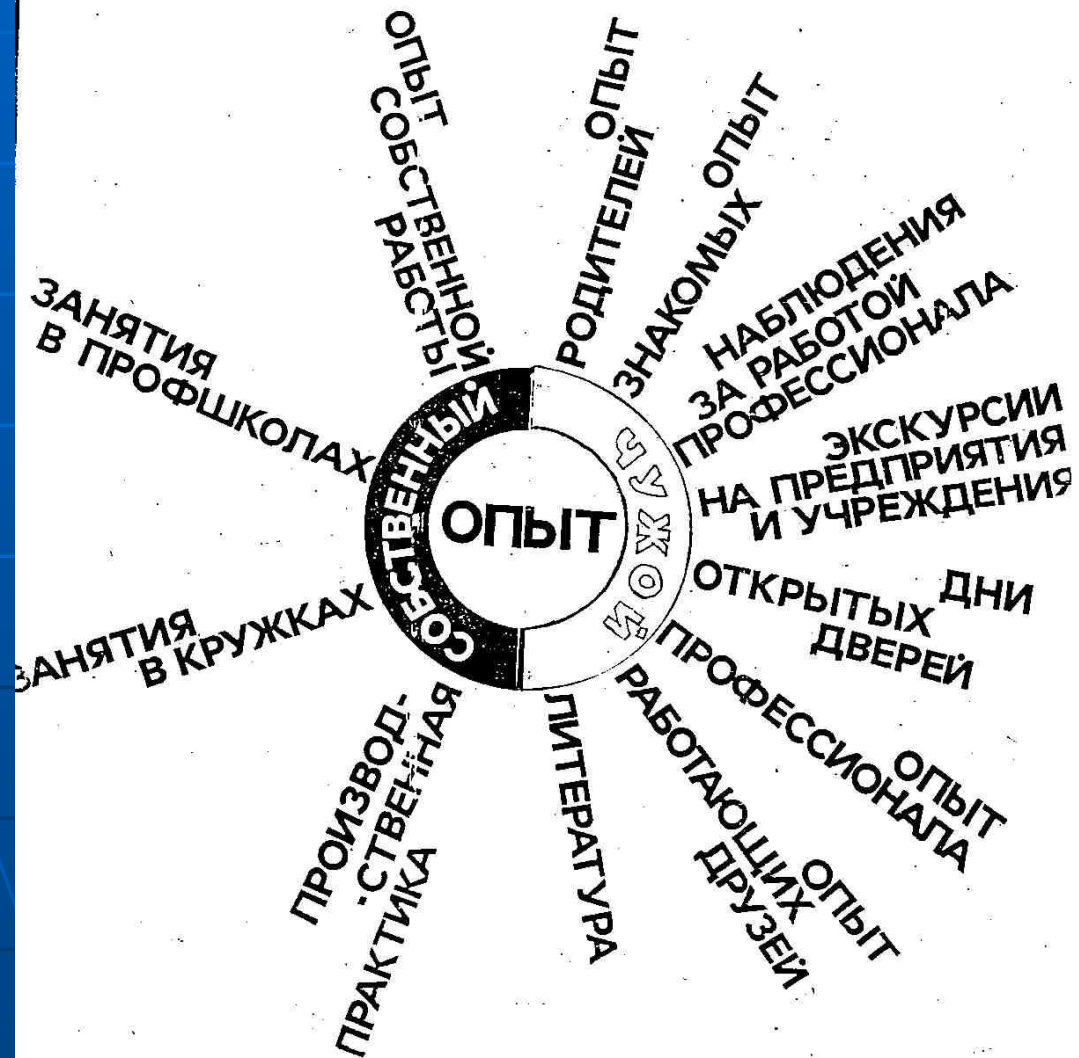 ОПЫТ
СОБСТВЕННЫЙ
ЧУЖОЙ
ОПЫТ
СОБСТВЕННОЙ
РАБОТЫ
ЗАНЯТИЯ
В ПРОФШКОЛАХ
ЗАНЯТИЯ
В КРУЖКАХ
ПРОИЗВОД-
СТВЕННАЯ
ПРАКТИКА
ОПЫТ
РОДИТЕЛЕЙ
ОПЫТ
ЗНАКОМЫХ
НАБЛЮДЕНИЯ
ЗА РАБОТОЙ
ПРОФЕССИОНАЛА
ЭКСКУРСИИ
НА ПРЕДПРИЯТИЯ
И УЧРЕЖДЕНИЯ
ДНИ
ОТКРЫТЫХ
ДВЕРЕЙ
ОПЫТ
ПРОФЕССИОНАЛА
ОПЫТ
РАБОТАЮЩИХ
ДРУЗЕЙ
ЛИТЕРАТУРА